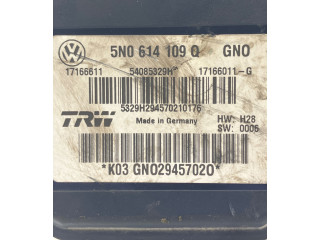 5N0 614 109 Q GNO
17166611 54085329H 17166011-G
5329H294570210176
TRW Made in Germany HW: H28
SW: 0006
*K03 GNO29457020*